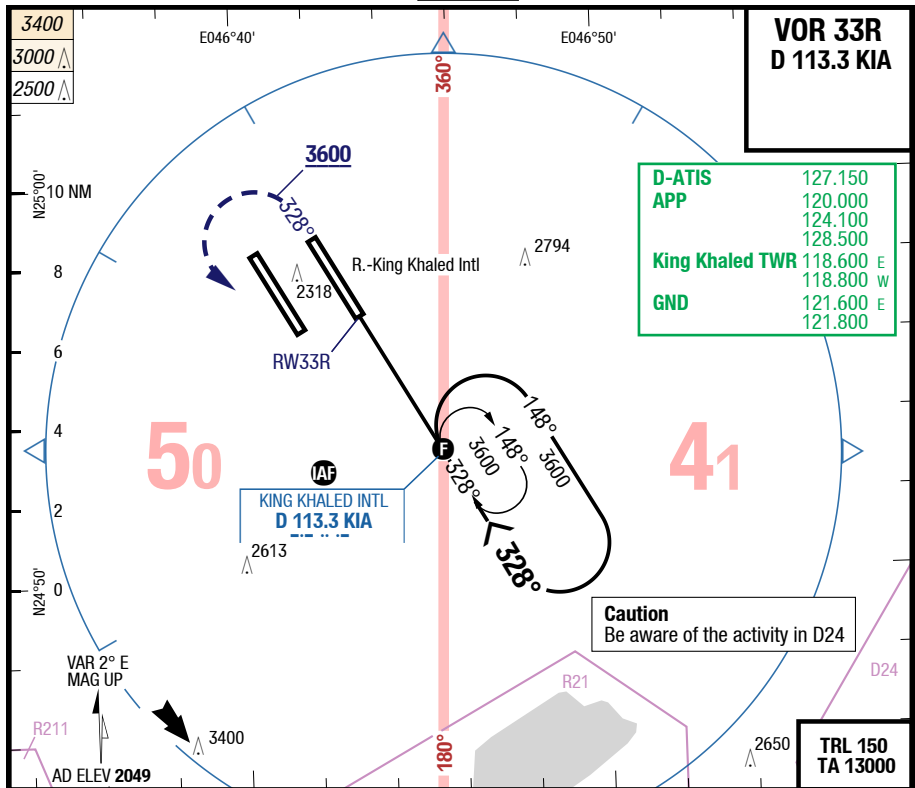 3400
3000
2500
E046°40'
E046°50'
360°
VOR 33R
D 113.3 KIA
D-ATIS 127.150
APP 120.000
124.100
128.500
King Khaled TWR 118.600 E
118.800 W
GND 121.600 E
121.800
N25°00'
10 NM
8
6
4
2
0
N24°50'
3600
328°
2794
R.-King Khaled Intl
2318
RW33R
50
41
F
148°
3600
148°
3600
328°
328°
IAF
KING KHALED INTL
D 113.3 KIA
2613
Caution
Be aware of the activity in D24
VAR 2° E
MAG UP
R211
3400
AD ELEV 2049
180°
R21
D24
2650
TRL 150
TA 13000